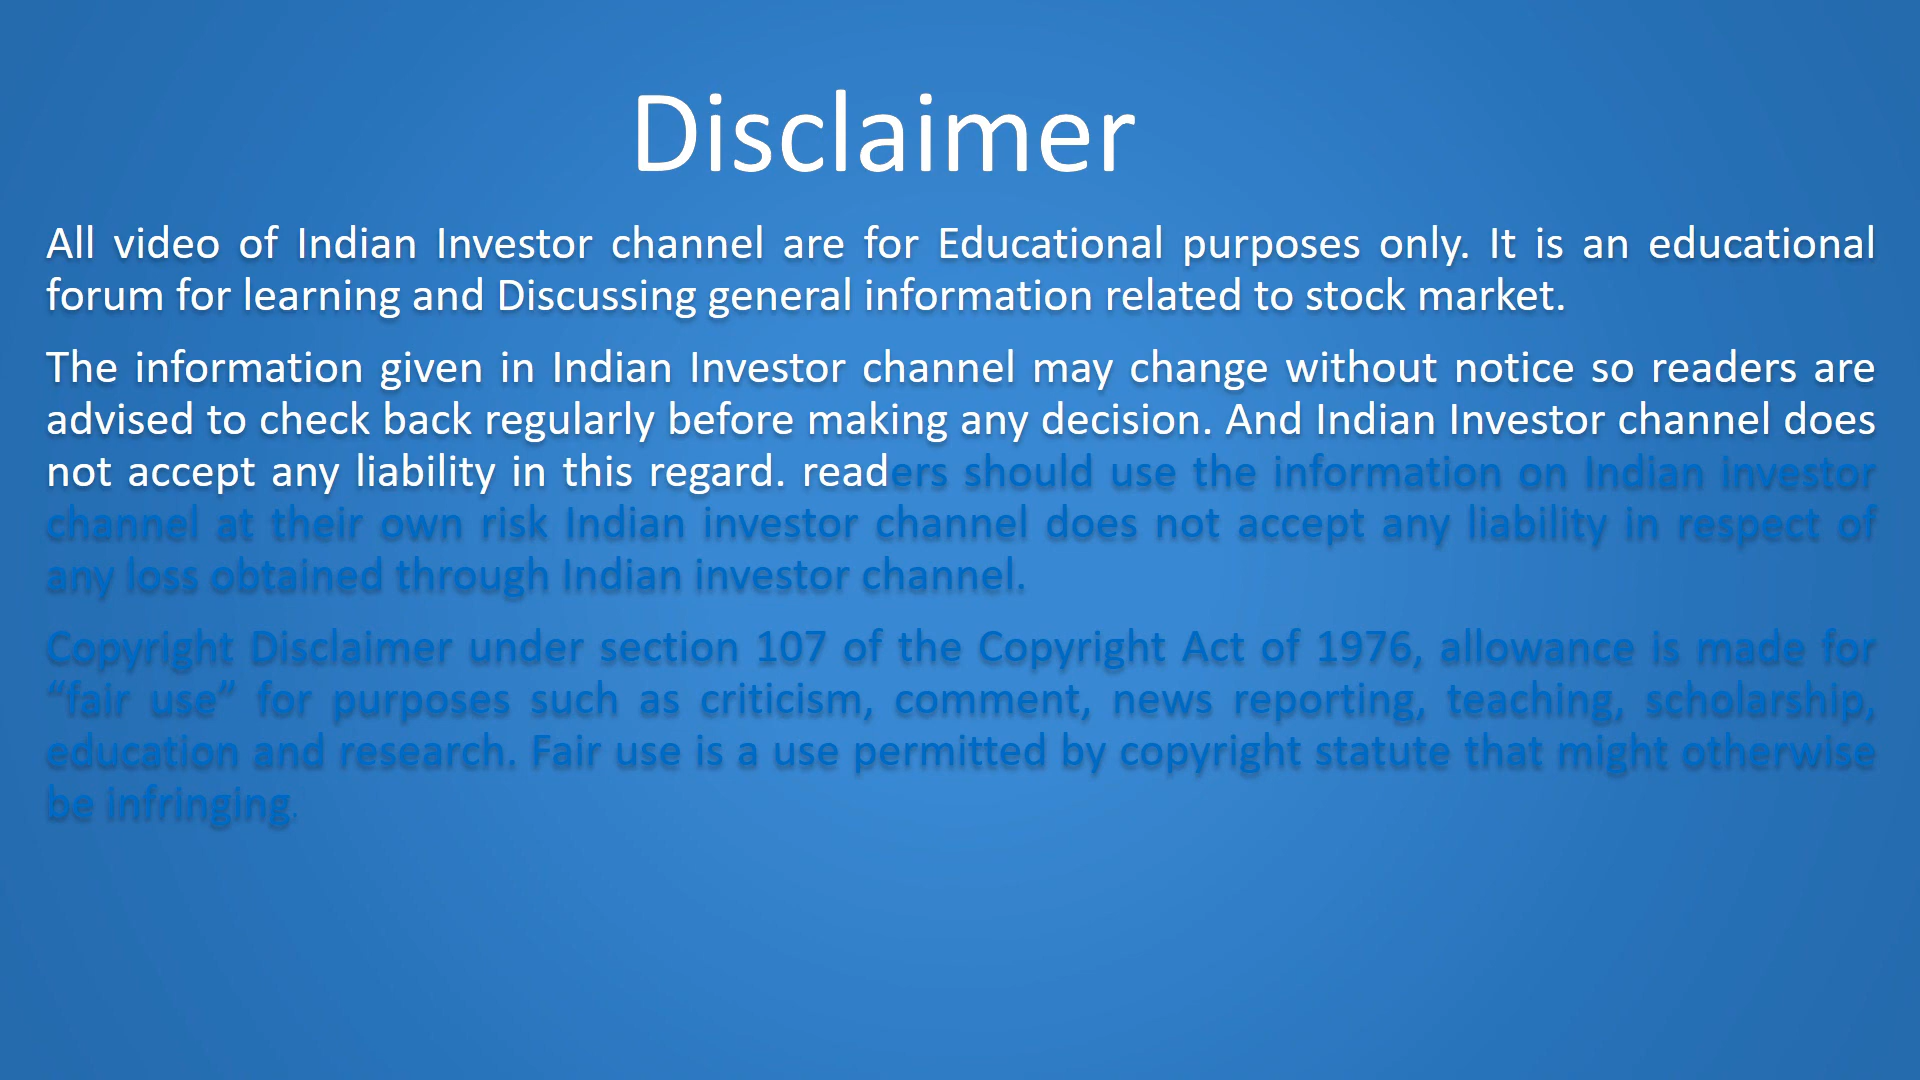 Disclaimer
All video of Indian Investor channel are for Educational purposes only. It is an educational
forum for learning and Discussing general information related to stock market.
The information given in Indian Investor channel may change without notice so readers are
advised to check back regularly before making any decision. And Indian Investor channel does
not accept any liability in this regard. readers should use the information on Indian investor
channel at their own risk Indian investor channel does not accept any liability in respect of
any loss obtained through Indian investor channel.
Copyright Disclaimer under section 107 of the Copyright Act of 1976, allowance is made for
“fair use” for purposes such as criticism, comment, news reporting, teaching, scholarship,
education and research. Fair use is a use permitted by copyright statute that might otherwise
be infringing.